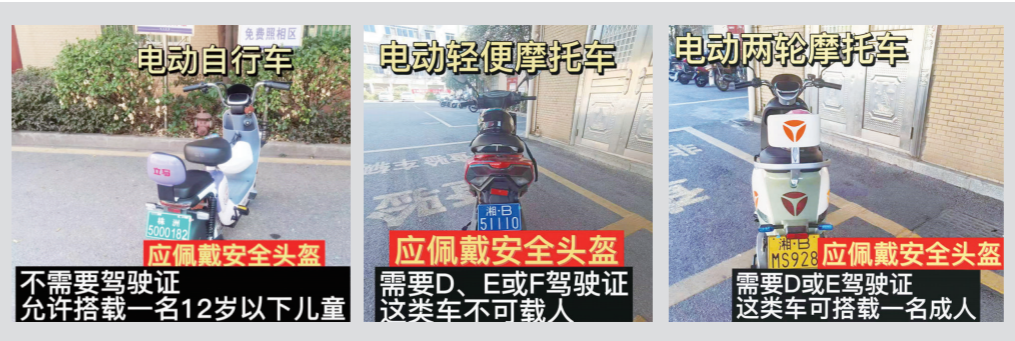 免费照相区
电动自行车
立马
株洲
5000182
应佩戴安全头盔
不需要驾驶证
允许搭载一名12岁以下儿童
电动轻便摩托车
湘·B
51110
应佩戴安全头盔
需要D、E或F驾驶证
这类车不可载人
电动两轮摩托车
湘·B
MS928
应佩戴安全头盔
需要D或E驾驶证
这类车可搭载一名成人